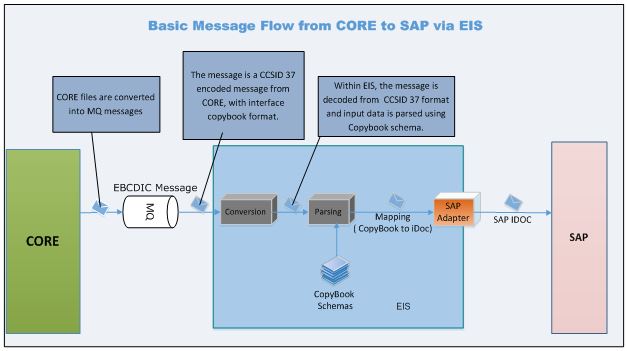 Basic Message Flow from CORE to SAP via EIS
CORE files are converted
into MQ messages
The message is a CCSID 37
encoded message from
CORE, with interface
copybook format.
Within EIS, the message is
decoded from CCSID 37 format
and input data is parsed using
Copybook schema.
CORE
EBCDIC Message
MQ
Conversion
Parsing
Mapping
( CopyBook to iDoc)
SAP
Adapter
SAP IDOC
SAP
CopyBook
Schemas
EIS